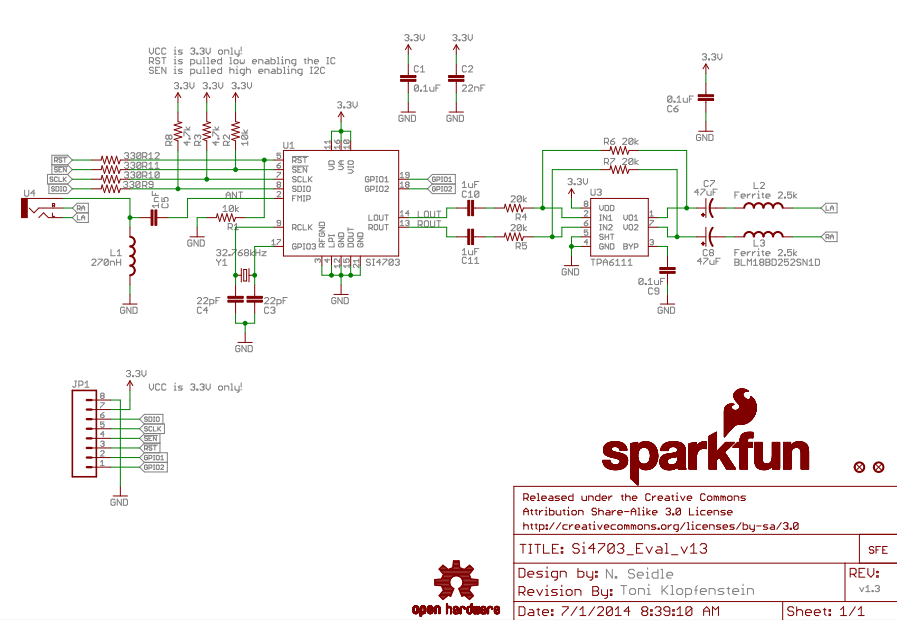 VCC is 3.3V only!
RST is pulled low enabling the IC
SEN is pulled high enabling I2C
3.3V 3.3V 3.3V
R8 4.7k
R3 4.7k
R2 10k
3.3V
3.3V
C1
0.1uF
GND
3.3V
C2
22nF
GND
3.3V
0.1uF
C6
GND
RST 330R12
SEN 330R11
SCLK 330R10
SDIO 330R9
U4
RA
LA
1nF
C5
ANT
10k
R1
GND
L1
270nH
GND
32.768kHz
Y1
22pF
C4
22pF
C3
GND
U1
11 16 10
VD VA VIO
5 RST
6 SEN
7 SCLK
8 SDIO
2 FMIP
9 RCLK
17 GPIO3
GPIO1 19 GPIO1
GPIO2 18 GPIO2
LOUT 14 LOUT
ROUT 13 ROUT
RFGND LPI GND GND GND
3 4 12 15 21
SI4703
GND
1uF
C10
1uF
C11
20k
R4
20k
R5
R6 20k
R7 20k
3.3V
U3
8 VDD
2 IN1
6 IN2
5 SHT
4 GND
VO1 1
VO2 7
BYP 3
TPA6111
GND
0.1uF
C9
GND
C7
47uF
C8
47uF
L2
Ferrite 2.5k
L3
Ferrite 2.5k
BLM18BD252SN1D
LA
RA
JP1
3.3V
VCC is 3.3V only!
8
7
6 SDIO
5 SCLK
4 SEN
3 RST
2 GPIO1
1 GPIO2
GND
sparkfun
open hardware
Released under the Creative Commons
Attribution Share-Alike 3.0 License
http://creativecommons.org/licenses/by-sa/3.0
TITLE: Si4703_Eval_v13
SFE
Design by: N. Seidle
Revision By: Toni Klopfenstein
REV:
v1.3
Date: 7/1/2014 8:39:10 AM
Sheet: 1/1